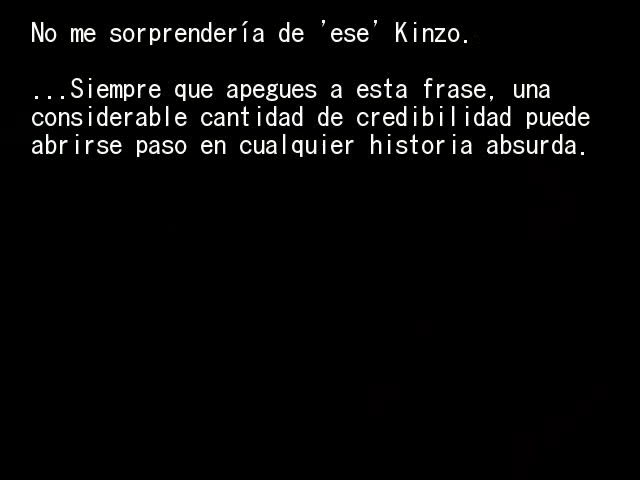 No me sorprendería de 'ese' Kinzo.
...Siempre que apegues a esta frase, una
considerable cantidad de credibilidad puede
abrirse paso en cualquier historia absurda.